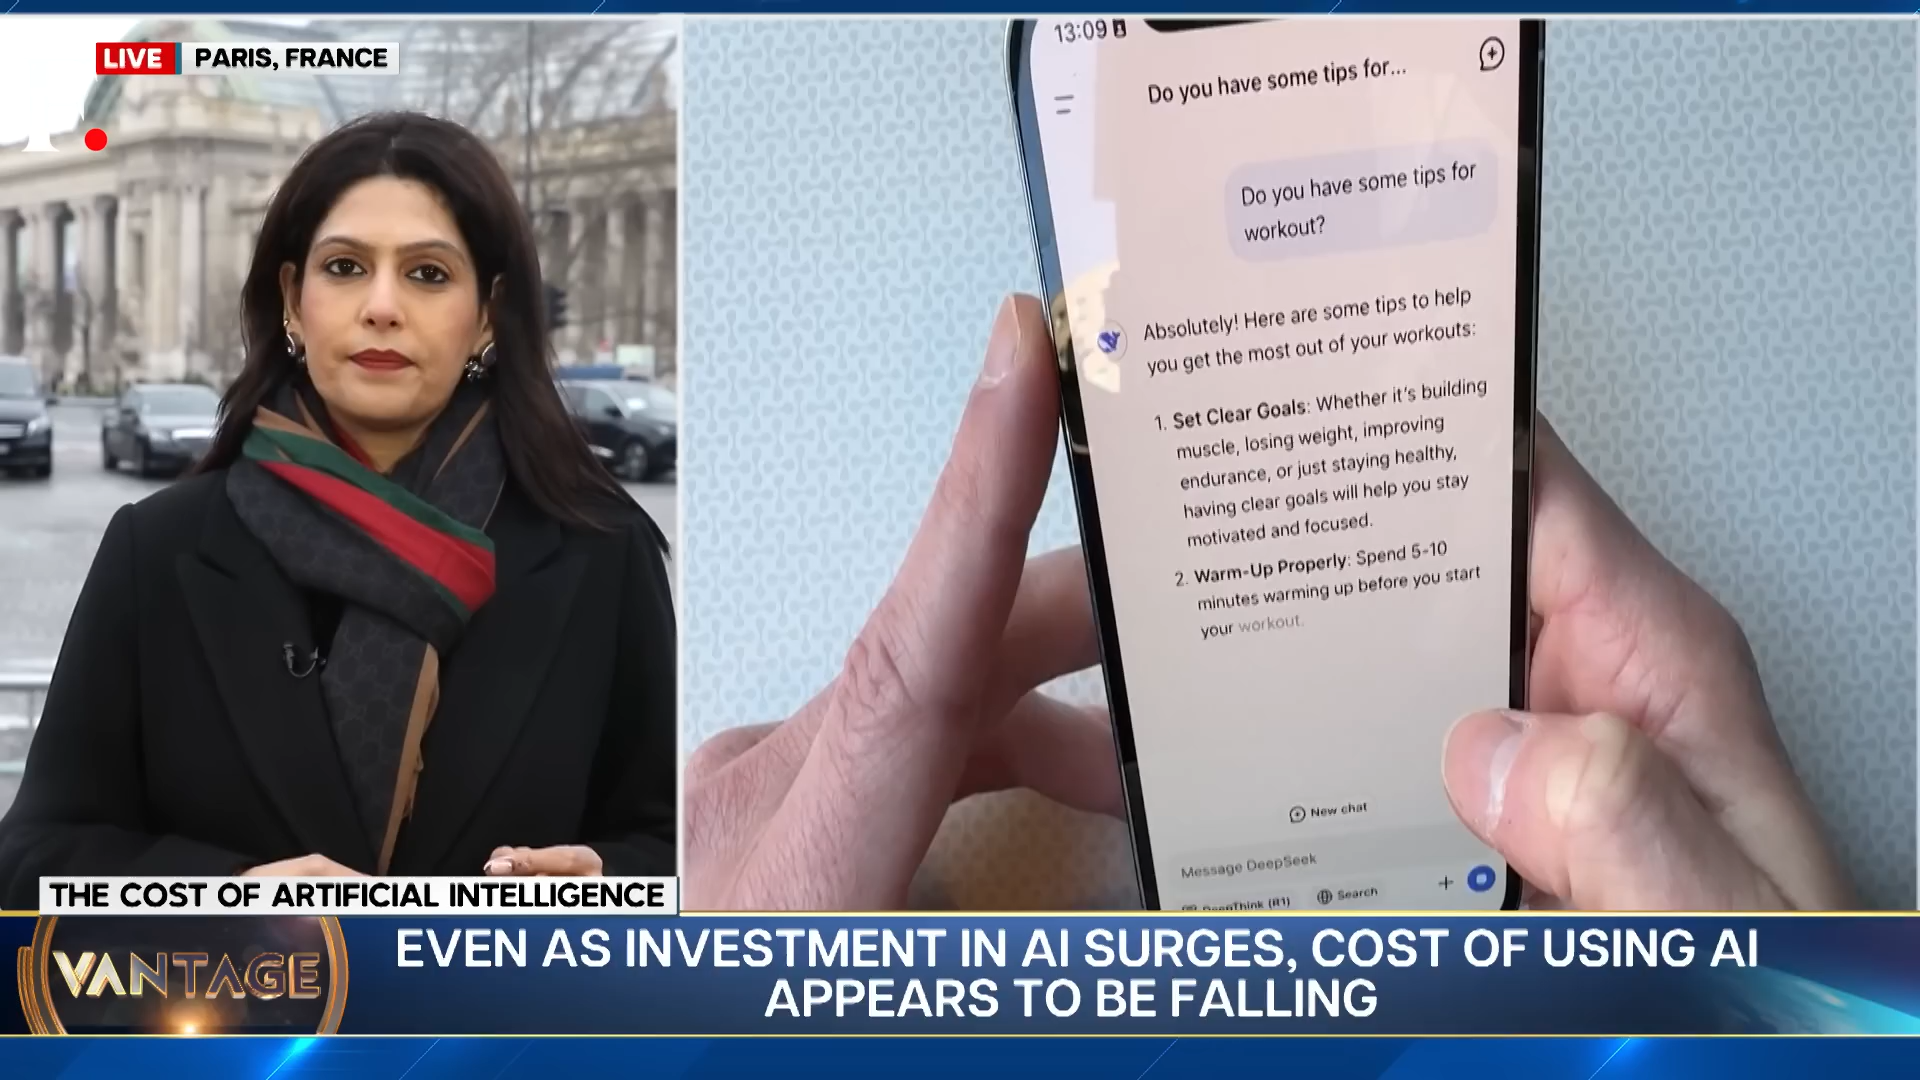 LIVE PARIS, FRANCE
13:09
Do you have some tips for...
Do you have some tips for
workout?
Absolutely! Here are some tips to help
you get the most out of your workouts:
1. Set Clear Goals: Whether it's building
muscle, losing weight, improving
endurance, or just staying healthy,
having clear goals will help you stay
motivated and focused.
2. Warm-Up Properly: Spend 5-10
minutes warming up before you start
your workout.
New chat
Message DeepSeek
DeepThink (R1) Search
THE COST OF ARTIFICIAL INTELLIGENCE
VANTAGE
EVEN AS INVESTMENT IN AI SURGES, COST OF USING AI
APPEARS TO BE FALLING